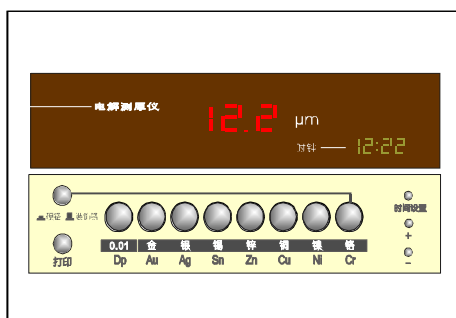 电解测厚仪
12.2 μm
时钟 12:22
时间设置
+
打印
0.01 金 银 锡 锌 铜 镍 铬
Dp Au Ag Sn Zn Cu Ni Cr
-